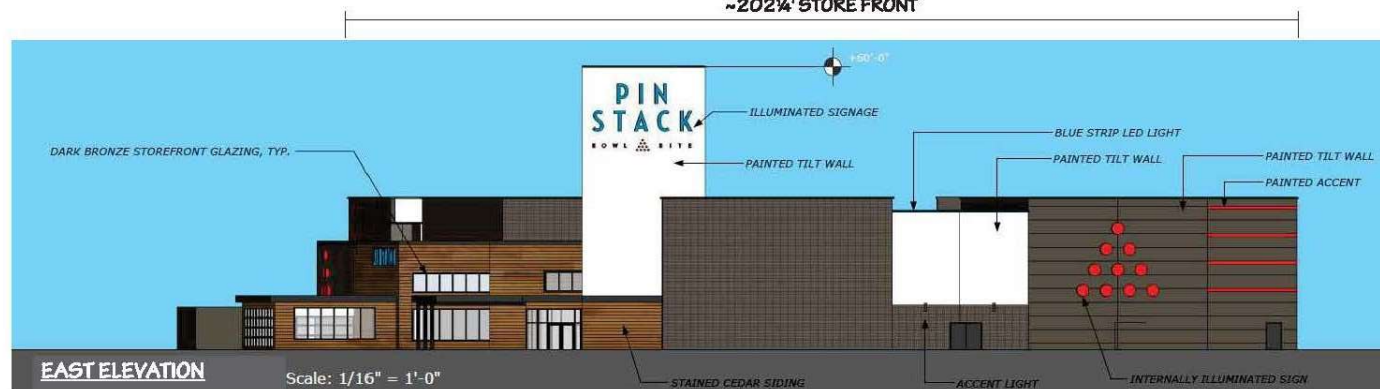 ~202¼' STORE FRONT
+60'-0"
PIN
STACK
BOWL BITE
ILLUMINATED SIGNAGE
BLUE STRIP LED LIGHT
DARK BRONZE STOREFRONT GLAZING, TYP.
PAINTED TILT WALL
PAINTED TILT WALL
PAINTED TILT WALL
PAINTED ACCENT
EAST ELEVATION
Scale: 1/16" = 1'-0"
STAINED CEDAR SIDING
ACCENT LIGHT
INTERNALLY ILLUMINATED SIGN